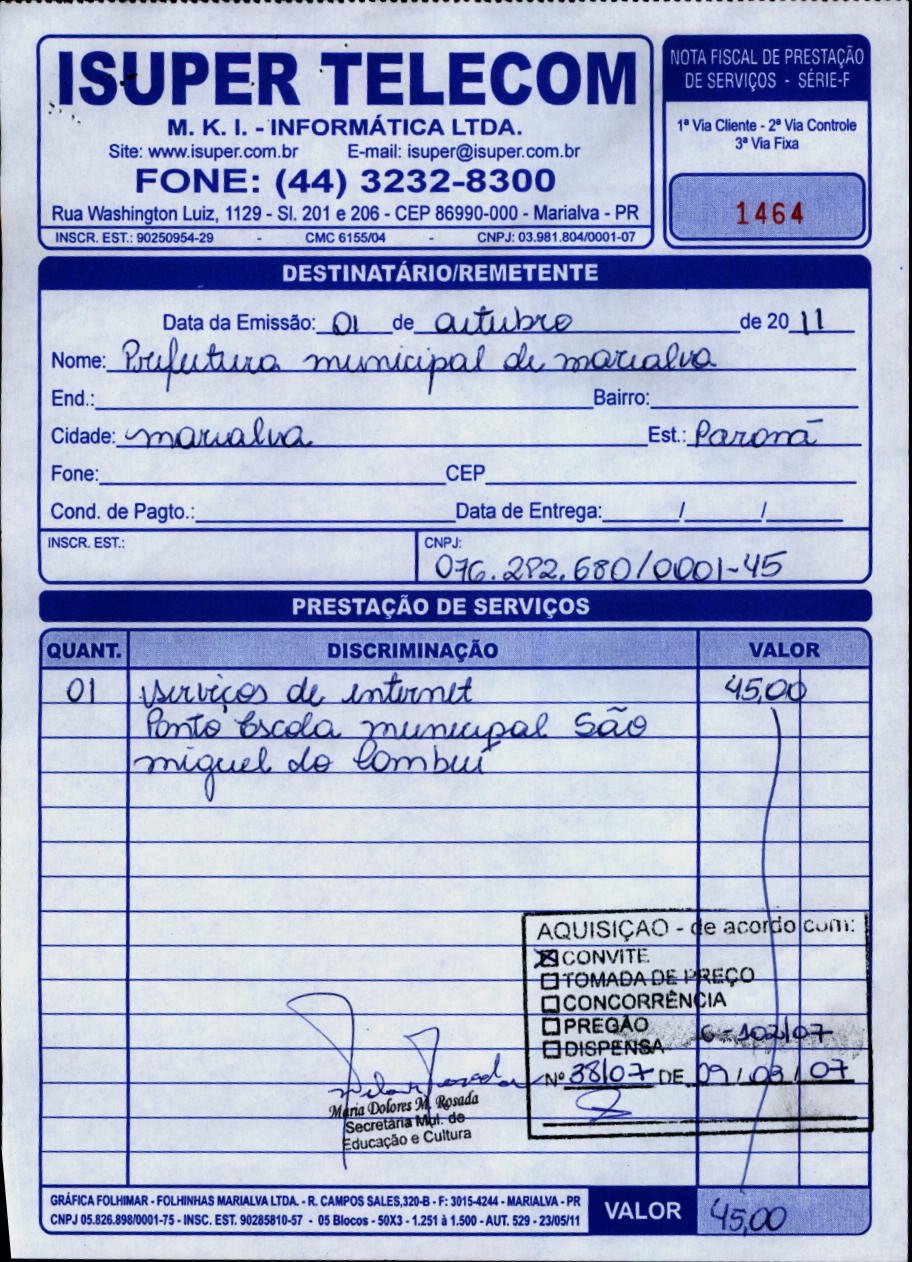 ISUPER TELECOM
M. K. I. - INFORMÁTICA LTDA.
Site: www.isuper.com.br E-mail: isuper@isuper.com.br
FONE: (44) 3232-8300
Rua Washington Luiz, 1129 - Sl. 201 e 206 - CEP 86990-000 - Marialva - PR
INSCR. EST.: 90250954-29 - CMC 6155/04 - CNPJ: 03.981.804/0001-07
NOTA FISCAL DE PRESTAÇÃO
DE SERVIÇOS - SÉRIE-F
1ª Via Cliente - 2ª Via Controle
3ª Via Fixa
1464
DESTINATÁRIO/REMETENTE
Data da Emissão: 01 de outubro de 2011
Nome: Prefeitura municipal de marialva
End.: Bairro:
Cidade: marialva Est.: Paraná
Fone: CEP
Cond. de Pagto.: Data de Entrega: / /
INSCR. EST.: CNPJ:
076.282.680/0001-45
PRESTAÇÃO DE SERVIÇOS
QUANT. DISCRIMINAÇÃO VALOR
01 serviços de internet 45,00
Ponto Escola municipal São
miguel do Cambuí
AQUISIÇÃO - de acordo com:
CONVITE
TOMADA DE PREÇO
CONCORRÊNCIA
PREGÃO 6-102/07
DISPENSA
Nº 38/07 DE 09/03/07
Maria Dolores M. Rosada
Secretária Mul. de
Educação e Cultura
GRÁFICA FOLHIMAR - FOLHINHAS MARIALVA LTDA. - R. CAMPOS SALES,320-B - F: 3015-4244 - MARIALVA - PR
CNPJ 05.826.898/0001-75 - INSC. EST. 90285810-57 - 05 Blocos - 50X3 - 1.251 à 1.500 - AUT. 529 - 23/05/11
VALOR 45,00